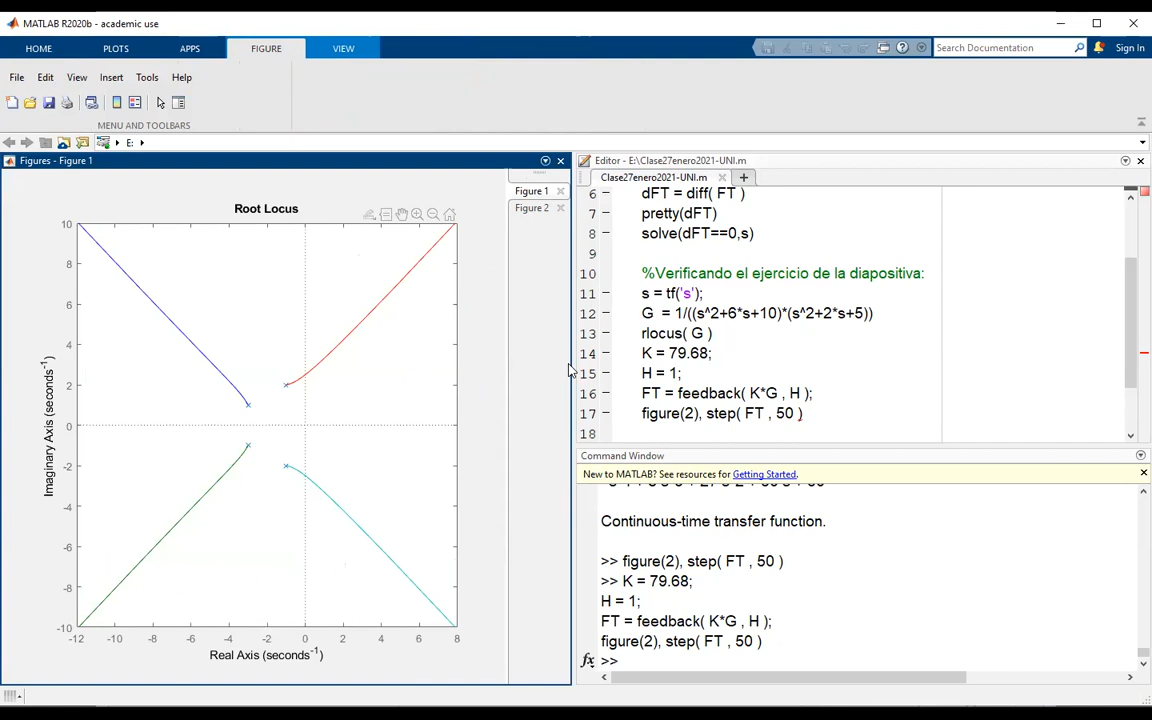 MATLAB R2020b - academic use
HOME PLOTS APPS FIGURE VIEW Search Documentation Sign In
File Edit View Insert Tools Help
MENU AND TOOLBARS
E:
Figures - Figure 1
Figure 1
Figure 2
Root Locus
10
8
6
4
2
0
-2
-4
-6
-8
-10
-12 -10 -8 -6 -4 -2 0 2 4 6 8
Imaginary Axis (seconds⁻¹)
Real Axis (seconds⁻¹)
Editor - E:\Clase27enero2021-UNI.m
Clase27enero2021-UNI.m
6 dFT = diff( FT )
7 pretty(dFT)
8 solve(dFT==0,s)
9
10 %Verificando el ejercicio de la diapositiva:
11 s = tf('s');
12 G = 1/((s^2+6*s+10)*(s^2+2*s+5))
13 rlocus( G )
14 K = 79.68;
15 H = 1;
16 FT = feedback( K*G , H );
17 figure(2), step( FT , 50 )
18
Command Window
New to MATLAB? See resources for Getting Started.
Continuous-time transfer function.
>> figure(2), step( FT , 50 )
>> K = 79.68;
H = 1;
FT = feedback( K*G , H );
figure(2), step( FT , 50 )
fx >>